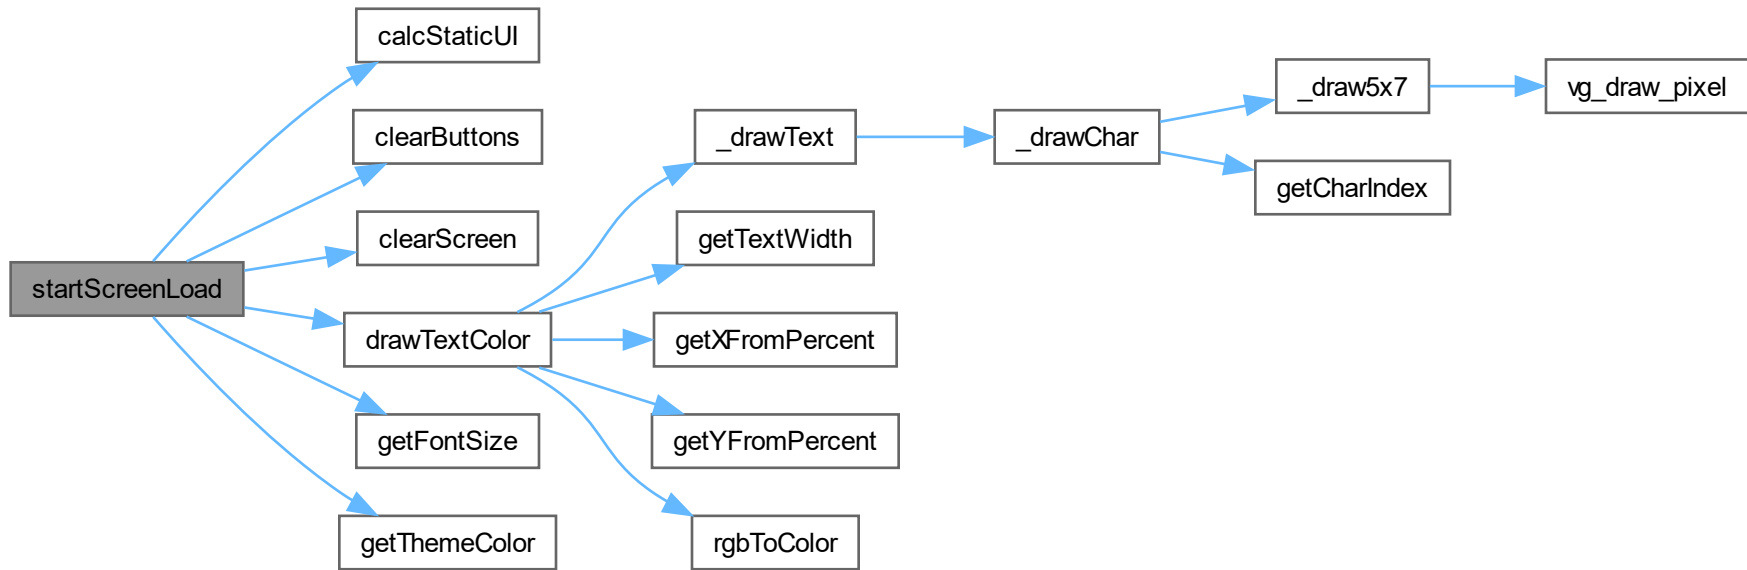 calcStaticUI
clearButtons
_drawText
_drawChar
_draw5x7
vg_draw_pixel
getCharIndex
clearScreen
getTextWidth
startScreenLoad
drawTextColor
getXFromPercent
getFontSize
getYFromPercent
getThemeColor
rgbToColor